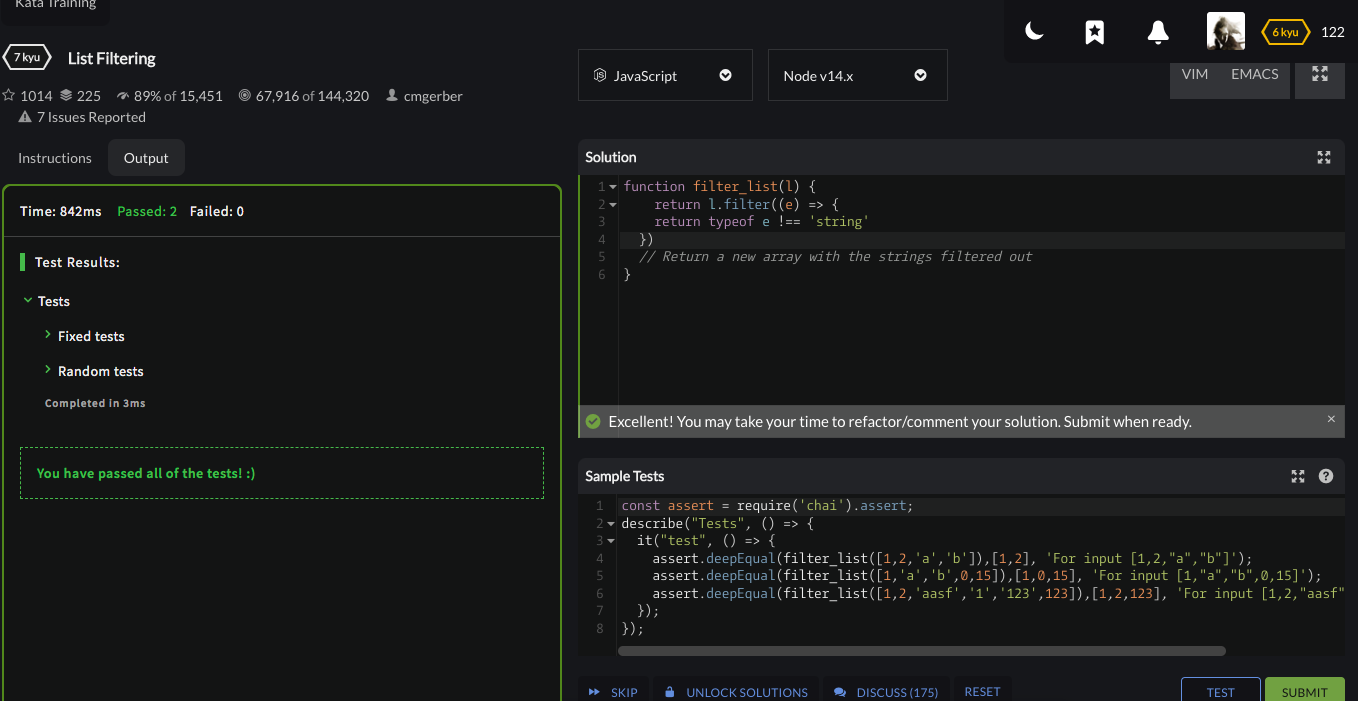 Kata Training
6 kyu 122
7 kyu List Filtering
JavaScript
Node v14.x
VIM EMACS
1014 225 89% of 15,451 67,916 of 144,320 cmgerber
7 Issues Reported
Instructions Output
Time: 842ms Passed: 2 Failed: 0
Test Results:
Tests
Fixed tests
Random tests
Completed in 3ms
You have passed all of the tests! :)
Solution
1 function filter_list(l) {
2 return l.filter((e) => {
3 return typeof e !== 'string'
4 })
5 // Return a new array with the strings filtered out
6 }
Excellent! You may take your time to refactor/comment your solution. Submit when ready. ×
Sample Tests ?
1 const assert = require('chai').assert;
2 describe("Tests", () => {
3 it("test", () => {
4 assert.deepEqual(filter_list([1,2,'a','b']),[1,2], 'For input [1,2,"a","b"]');
5 assert.deepEqual(filter_list([1,'a','b',0,15]),[1,0,15], 'For input [1,"a","b",0,15]');
6 assert.deepEqual(filter_list([1,2,'aasf','1','123',123]),[1,2,123], 'For input [1,2,"aasf"
7 });
8 });
SKIP UNLOCK SOLUTIONS DISCUSS (175) RESET TEST SUBMIT